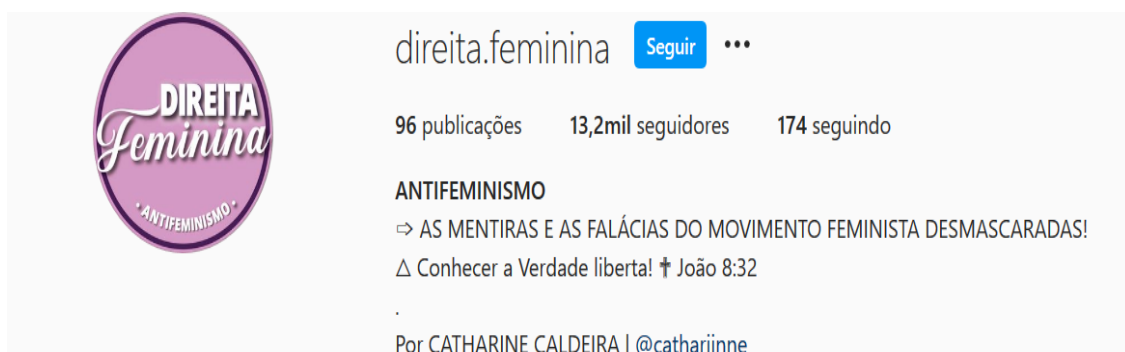 DIREITA
Feminina
· ANTIFEMINISMO ·
direita.feminina Seguir •••
96 publicações 13,2mil seguidores 174 seguindo
ANTIFEMINISMO
⇨ AS MENTIRAS E AS FALÁCIAS DO MOVIMENTO FEMINISTA DESMASCARADAS!
△ Conhecer a Verdade liberta! ✟ João 8:32
.
Por CATHARINE CALDEIRA | @cathariinne